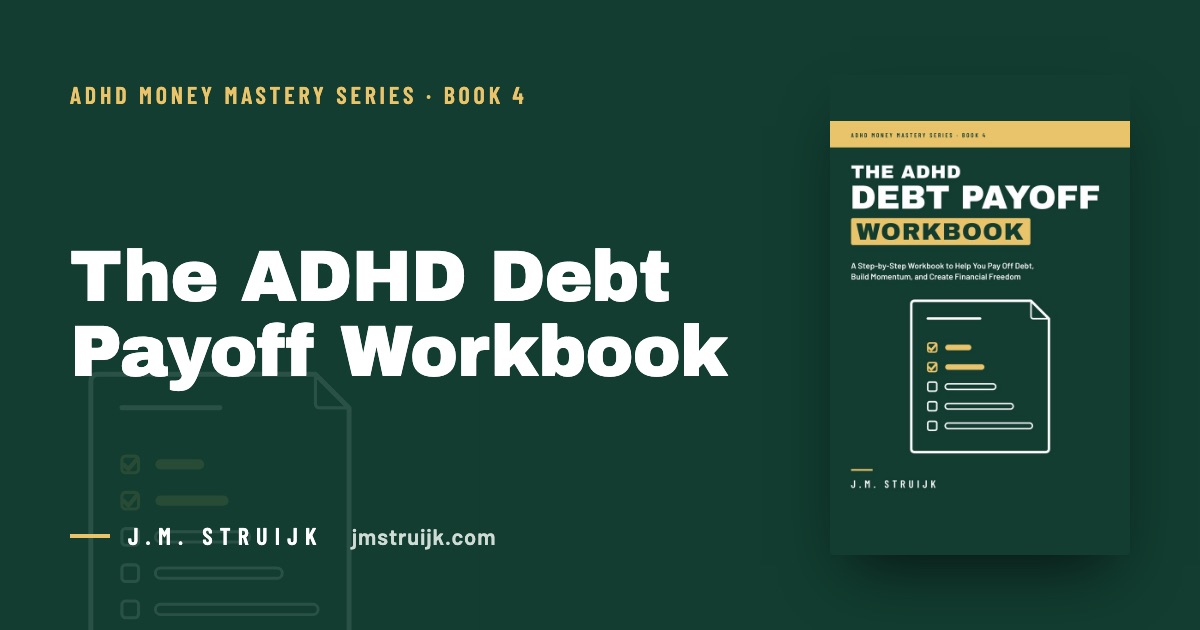 ADHD MONEY MASTERY SERIES · BOOK 4
The ADHD Debt
Payoff Workbook
J.M. STRUIJK jmstruijk.com
ADHD MONEY MASTERY SERIES · BOOK 4
THE ADHD
DEBT PAYOFF
WORKBOOK
A Step-by-Step Workbook to Help You Pay Off Debt,
Build Momentum, and Create Financial Freedom
J.M. STRUIJK